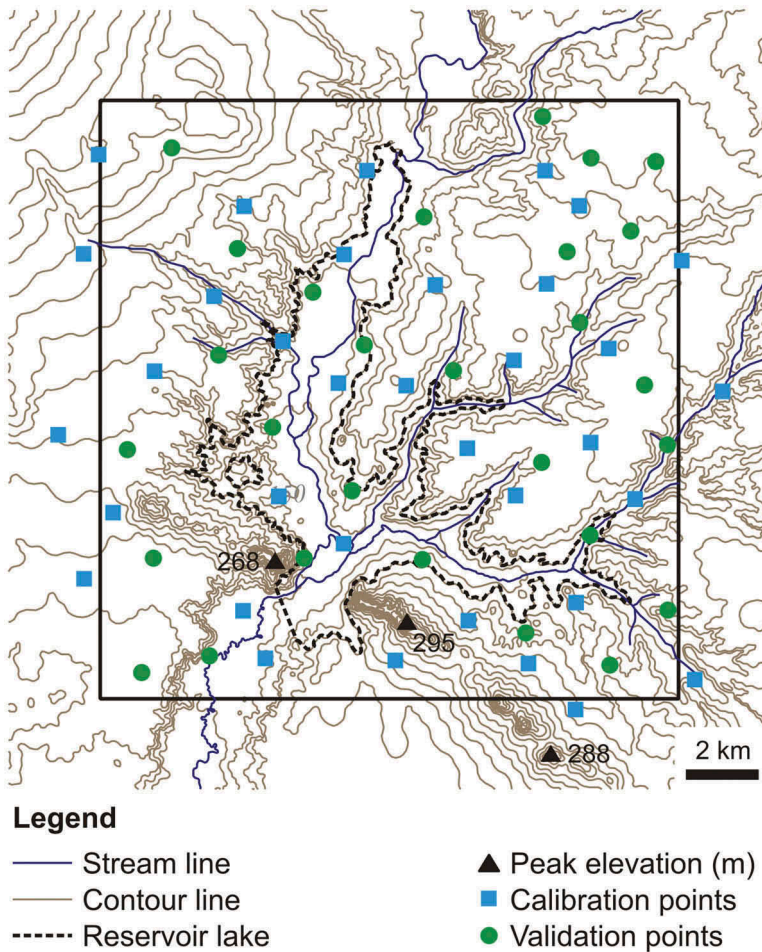 268
295
288
2 km
Legend
Stream line
Contour line
Reservoir lake
Peak elevation (m)
Calibration points
Validation points